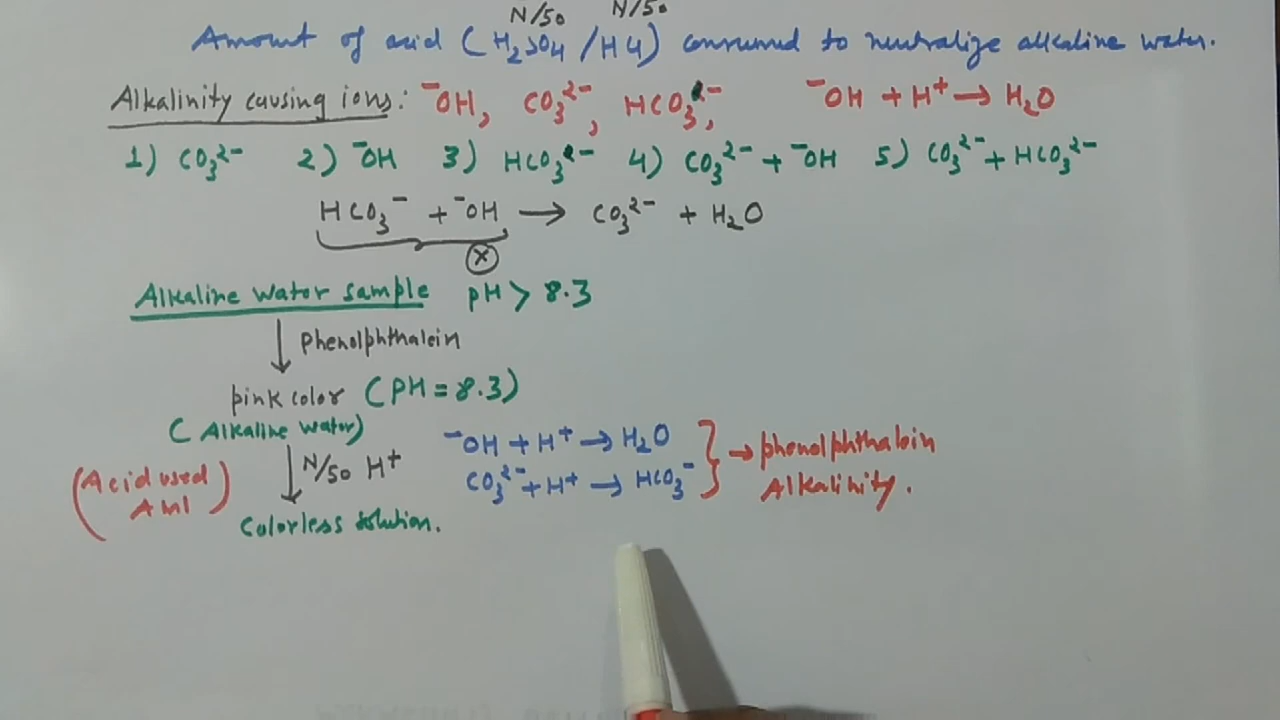 N/50 N/50
Amount of acid (H₂SO₄ / HCl) consumed to neutralize alkaline water.
Alkalinity causing ions: ⁻OH, CO₃²⁻, HCO₃⁻, ⁻OH + H⁺ → H₂O
1) CO₃²⁻ 2) ⁻OH 3) HCO₃⁻ 4) CO₃²⁻ + ⁻OH 5) CO₃²⁻ + HCO₃²⁻
HCO₃⁻ + ⁻OH → CO₃²⁻ + H₂O
x
Alkaline water sample pH > 8.3
↓ Phenolphthalein
pink color (PH = 8.3)
(Alkaline water)
⁻OH + H⁺ → H₂O } → phenolphthalein
(Acid used ↓ N/50 H⁺ CO₃²⁻ + H⁺ → HCO₃⁻ Alkalinity.
A ml)
Colorless solution.